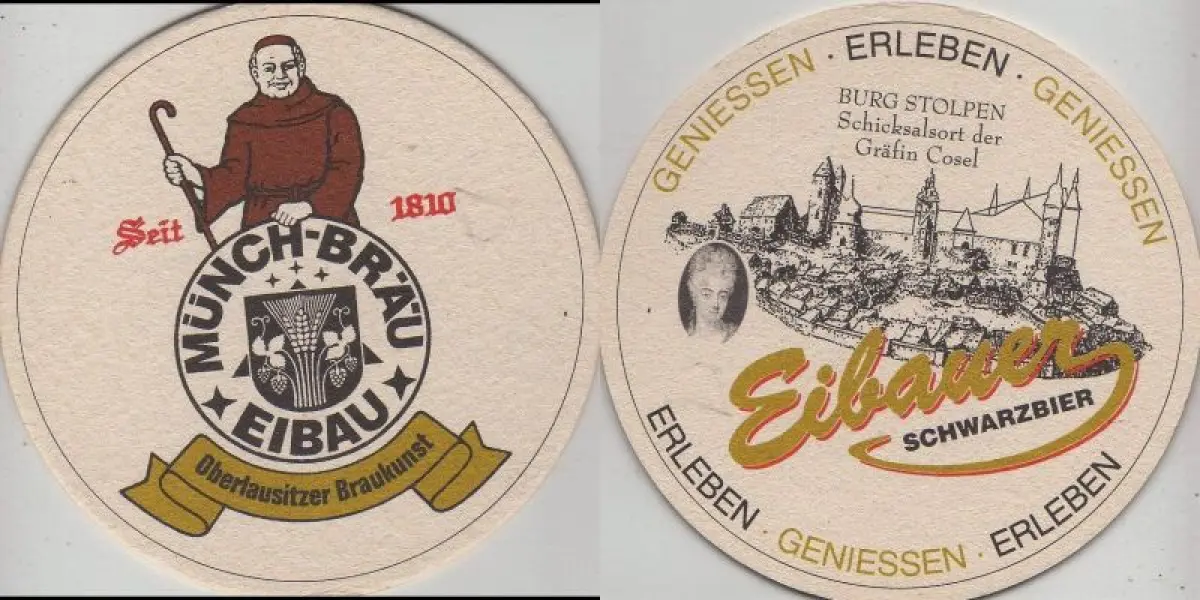 Seit 1810
MÜNCH-BRÄU
EIBAU
Oberlausitzer Braukunst
GENIESSEN · ERLEBEN · GENIESSEN
BURG STOLPEN
Schicksalsort der
Gräfin Cosel
Eibauer
SCHWARZBIER
ERLEBEN · GENIESSEN · ERLEBEN